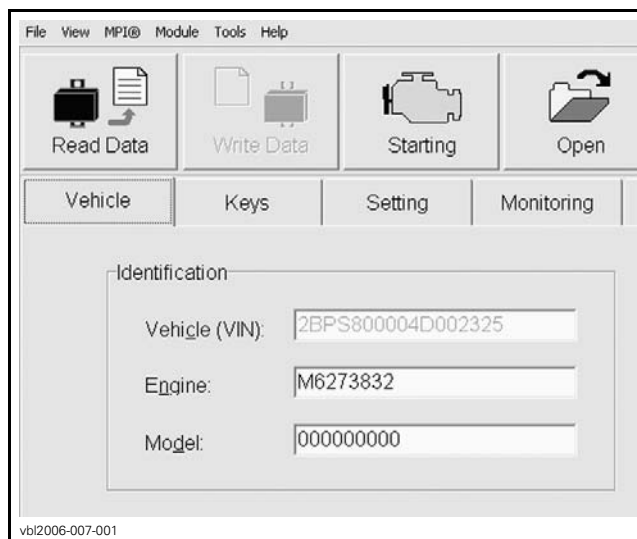 File View MPI® Module Tools Help
Read Data Write Data Starting Open
Vehicle Keys Setting Monitoring
Identification
Vehicle (VIN): 2BPS800004D002325
Engine: M6273832
Model: 000000000
vbl2006-007-001